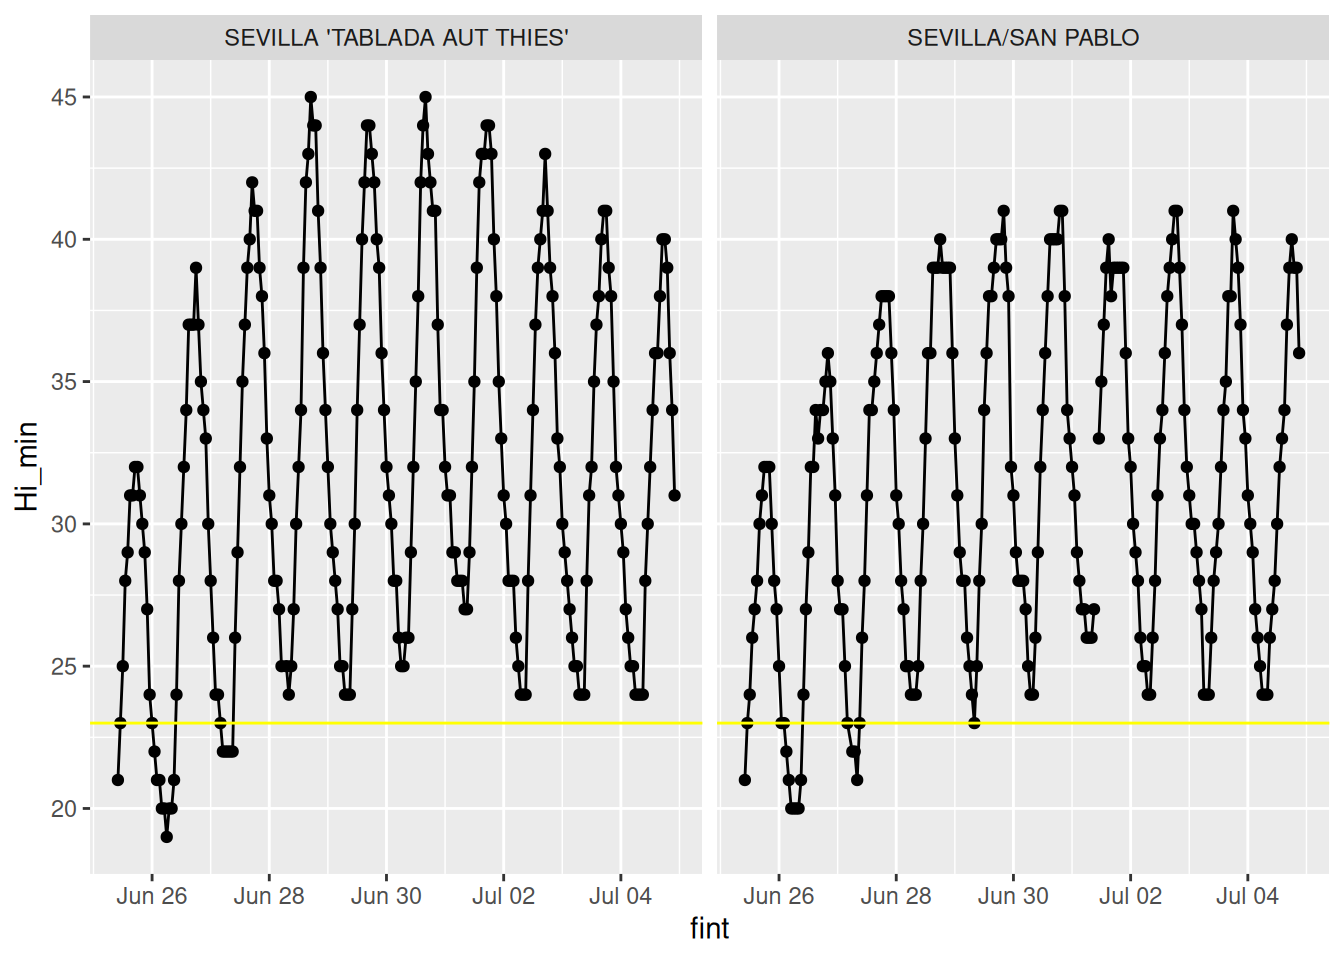 SEVILLA 'TABLADA AUT THIES'
SEVILLA/SAN PABLO
45
40
35
30
25
20
Hi_min
Jun 26 Jun 28 Jun 30 Jul 02 Jul 04
Jun 26 Jun 28 Jun 30 Jul 02 Jul 04
fint